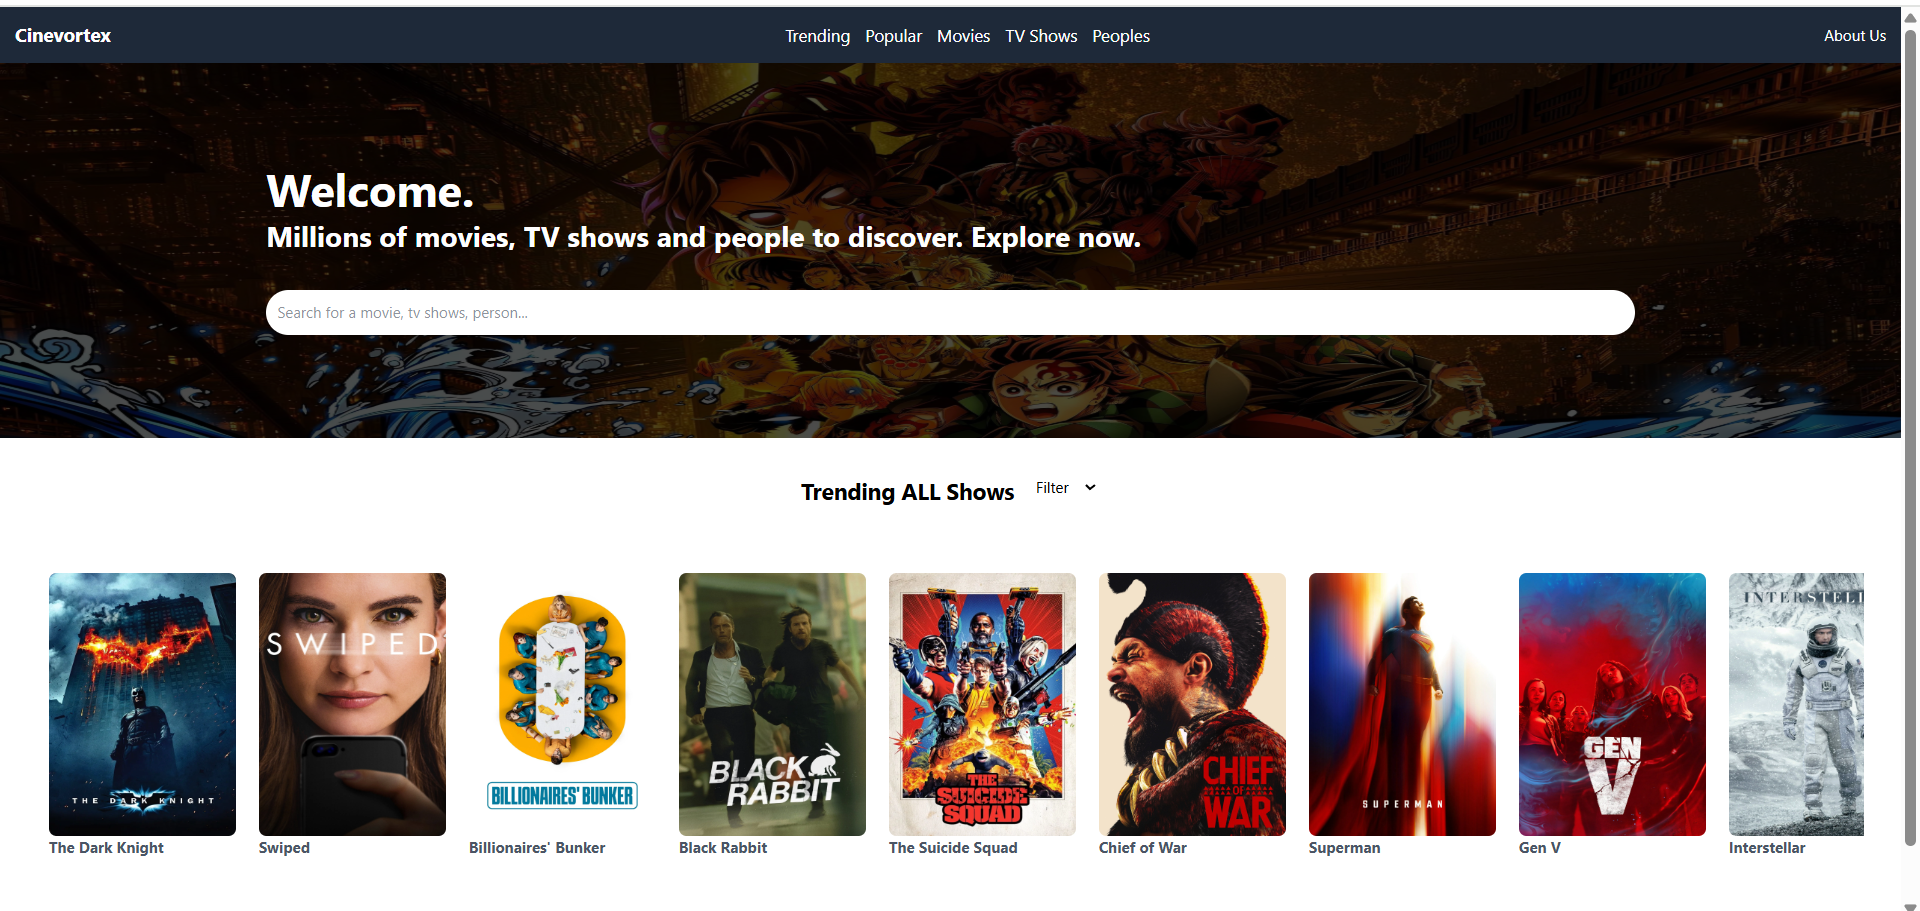 Cinevortex
Trending Popular Movies TV Shows Peoples
About Us
Welcome.
Millions of movies, TV shows and people to discover. Explore now.
Search for a movie, tv shows, person...
Trending ALL Shows
Filter
THE DARK KNIGHT
SWIPED
BILLIONAIRES' BUNKER
BLACK
RABBIT
THE
SUICIDE
SQUAD
CHIEF
OF
WAR
SUPERMAN
GEN
V
INTERSTELL
The Dark Knight
Swiped
Billionaires' Bunker
Black Rabbit
The Suicide Squad
Chief of War
Superman
Gen V
Interstellar